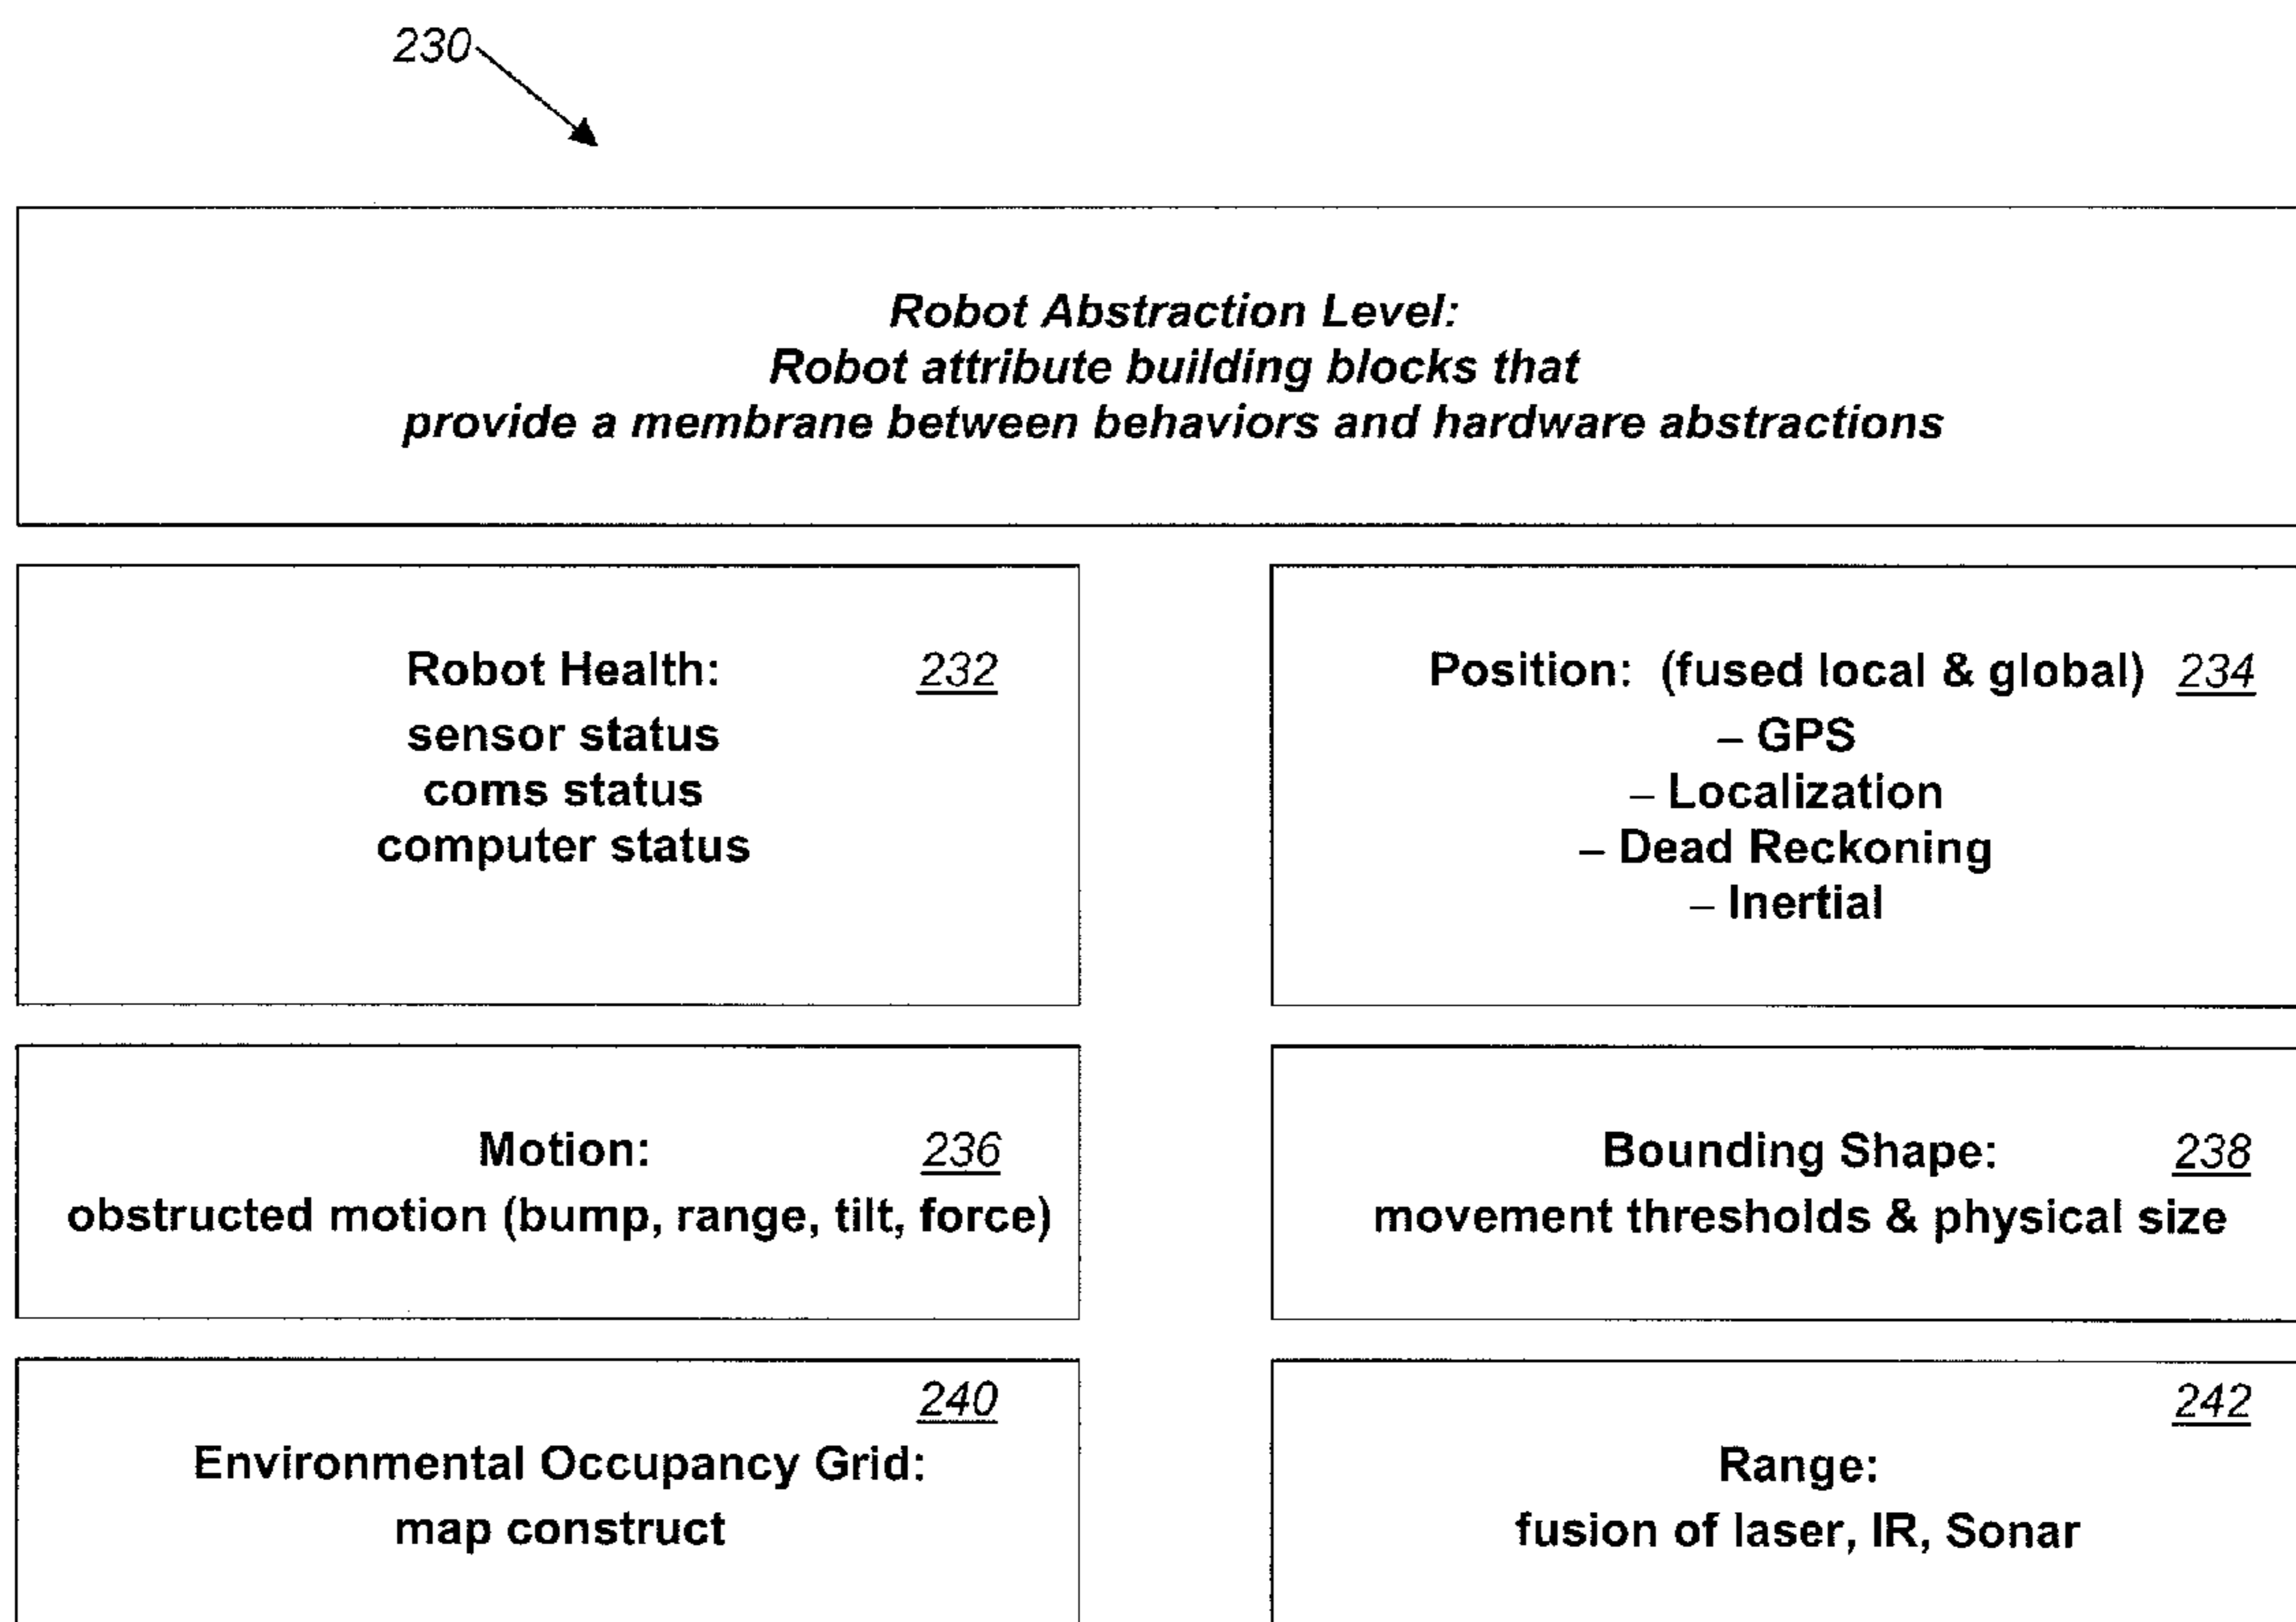 230
Robot Abstraction Level:
Robot attribute building blocks that
provide a membrane between behaviors and hardware abstractions
Robot Health: 232
sensor status
coms status
computer status
Position: (fused local & global) 234
– GPS
– Localization
– Dead Reckoning
– Inertial
Motion: 236
obstructed motion (bump, range, tilt, force)
Bounding Shape: 238
movement thresholds & physical size
240
Environmental Occupancy Grid:
map construct
242
Range:
fusion of laser, IR, Sonar